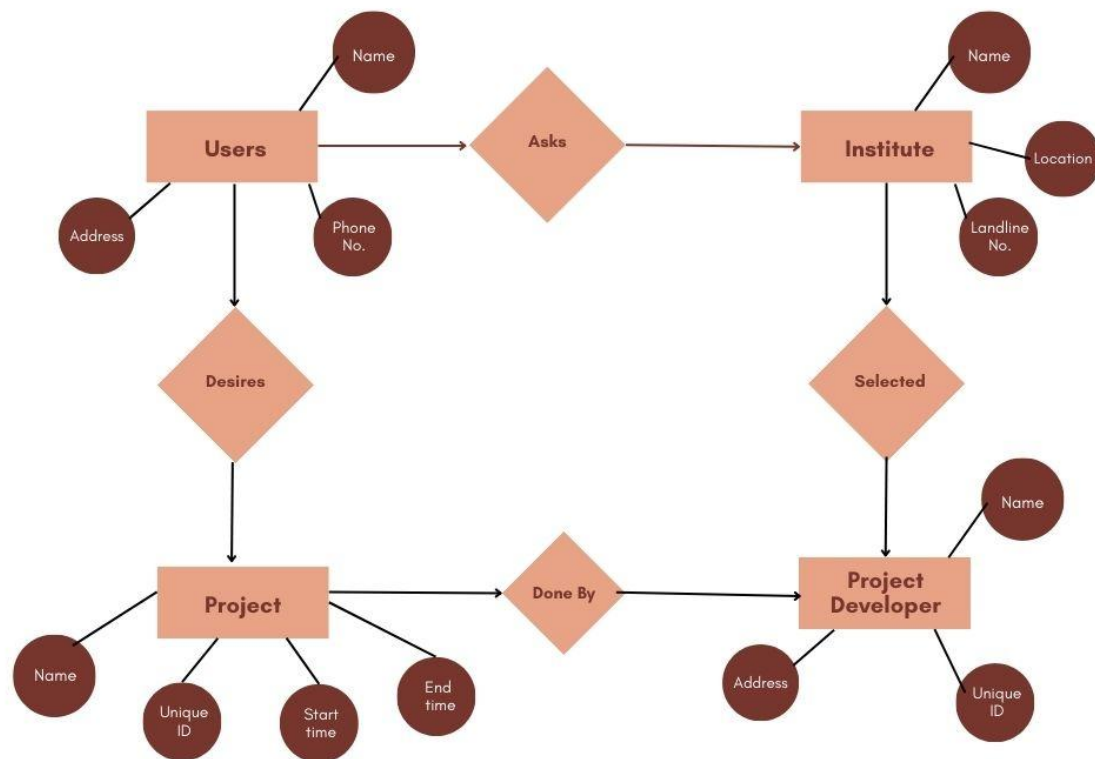 Name
Name
Users
Asks
Institute
Location
Address
Phone
No.
Landline
No.
Desires
Selected
Name
Project
Done By
Project
Developer
Name
Unique
ID
Start
time
End
time
Address
Unique
ID